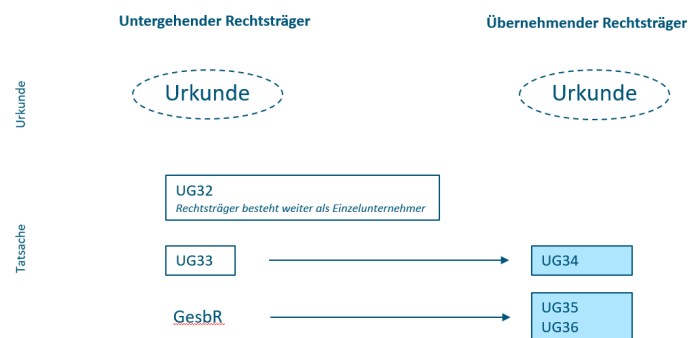 Untergehender Rechtsträger
Übernehmender Rechtsträger
Urkunde
Urkunde
Urkunde
Tatsache
UG32
Rechtsträger besteht weiter als Einzelunternehmer
UG33
UG34
GesbR
UG35
UG36